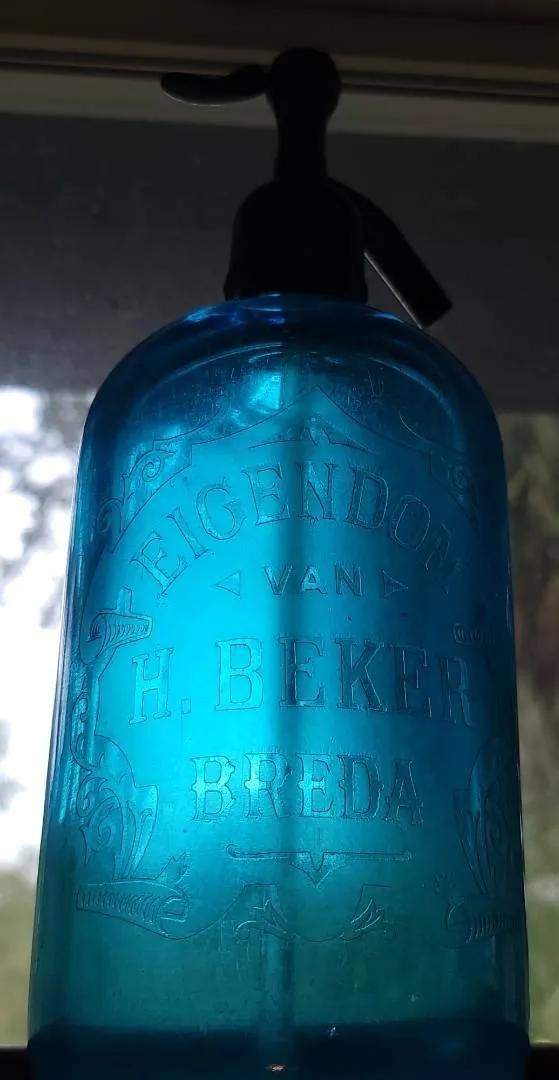 EIGENDOM
VAN
H. BEKER
BREDA